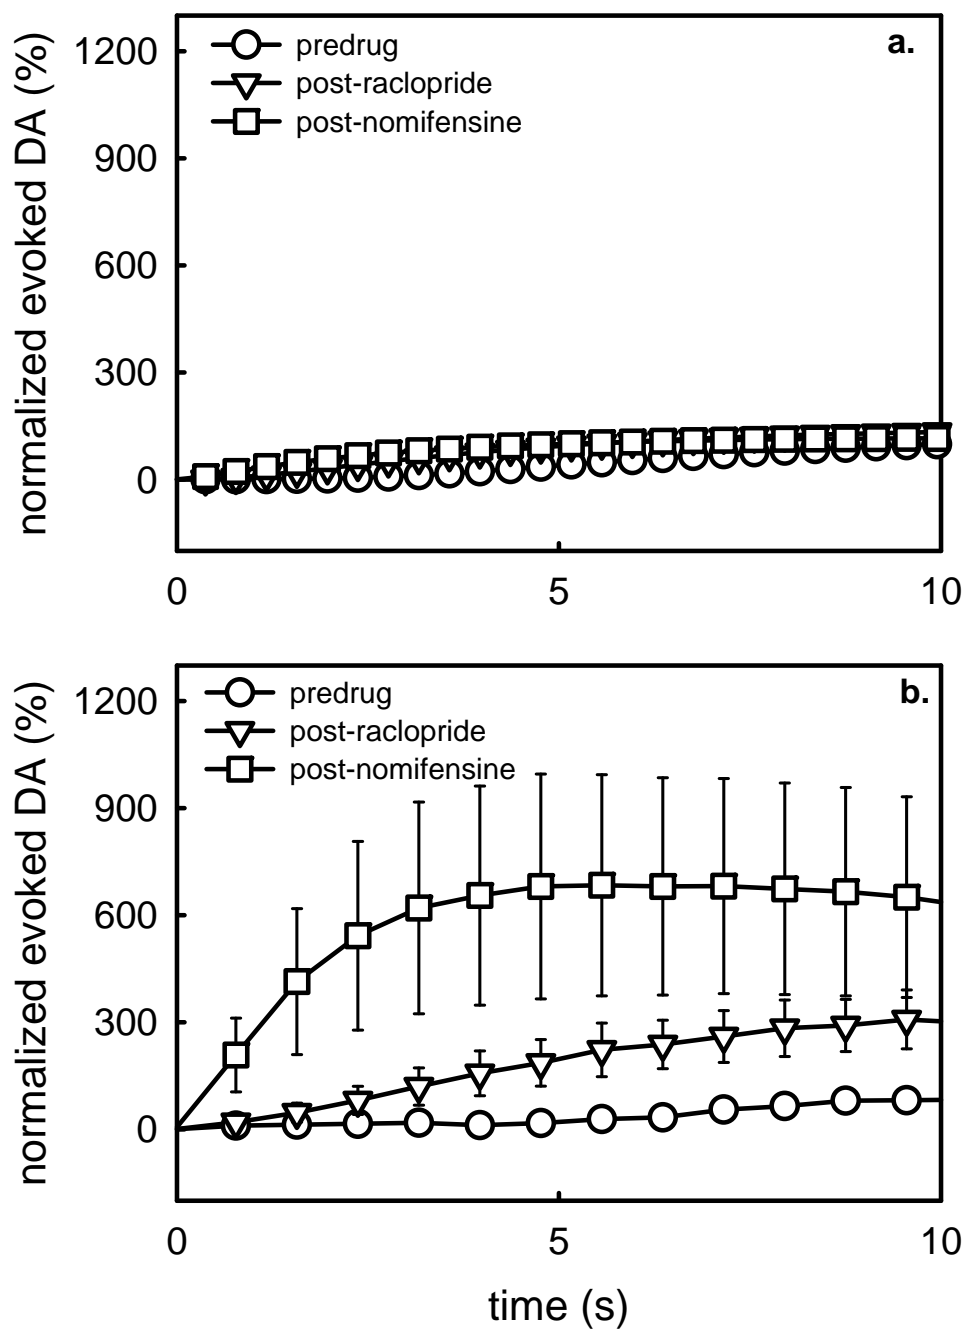 a.
predrug
post-raclopride
post-nomifensine
normalized evoked DA (%)
1200
900
600
300
0
0 5 10
b.
predrug
post-raclopride
post-nomifensine
normalized evoked DA (%)
1200
900
600
300
0
0 5 10
time (s)